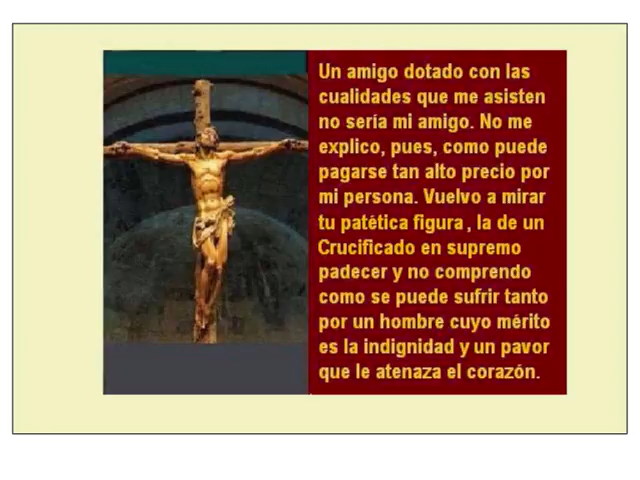 Un amigo dotado con las
cualidades que me asisten
no sería mi amigo. No me
explico, pues, como puede
pagarse tan alto precio por
mi persona. Vuelvo a mirar
tu patética figura , la de un
Crucificado en supremo
padecer y no comprendo
como se puede sufrir tanto
por un hombre cuyo mérito
es la indignidad y un pavor
que le atenaza el corazón.